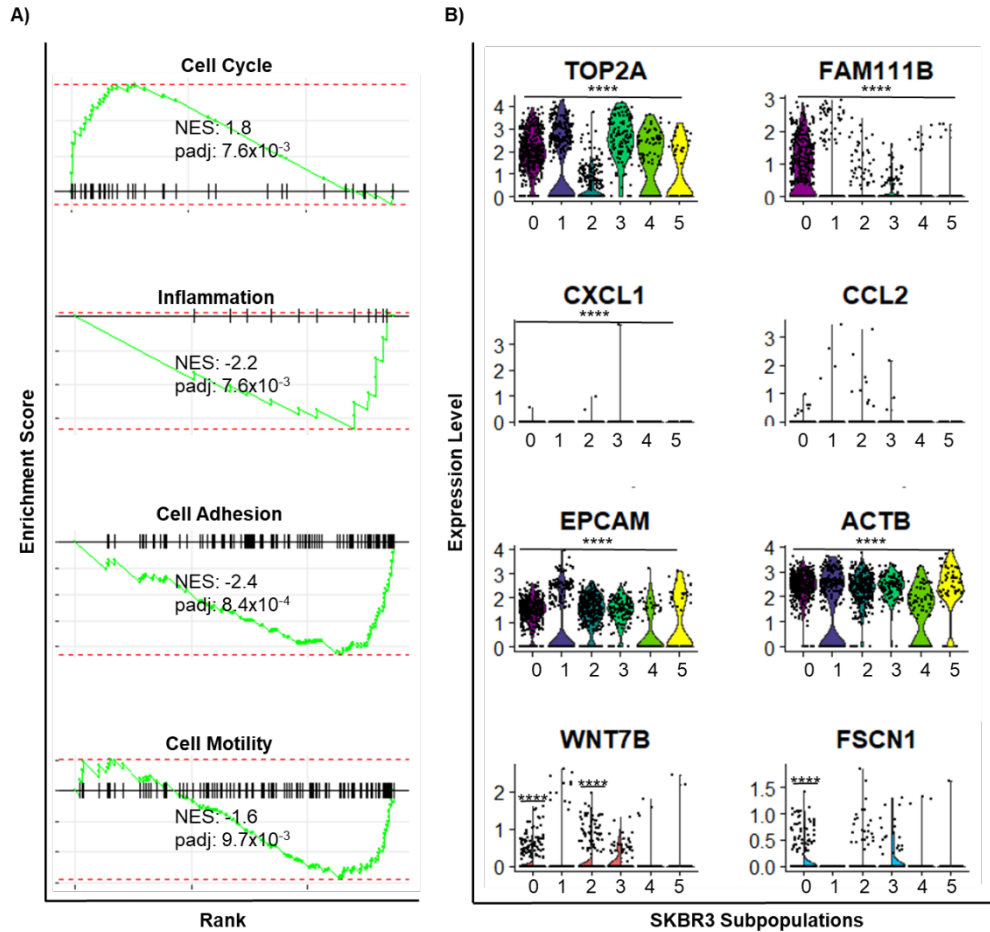 A)
B)
Enrichment Score
Cell Cycle
NES: 1.8
padj: 7.6x10⁻³
Inflammation
NES: -2.2
padj: 7.6x10⁻³
Cell Adhesion
NES: -2.4
padj: 8.4x10⁻⁴
Cell Motility
NES: -1.6
padj: 9.7x10⁻³
Rank
Expression Level
TOP2A
****
4
3
2
1
0
0 1 2 3 4 5
FAM111B
****
3
2
1
0
0 1 2 3 4 5
CXCL1
****
3
2
1
0
0 1 2 3 4 5
CCL2
3
2
1
0
0 1 2 3 4 5
EPCAM
****
4
3
2
1
0
0 1 2 3 4 5
ACTB
****
4
3
2
1
0
0 1 2 3 4 5
WNT7B
**** ****
2
1
0
0 1 2 3 4 5
FSCN1
****
1.5
1.0
0.5
0.0
0 1 2 3 4 5
SKBR3 Subpopulations